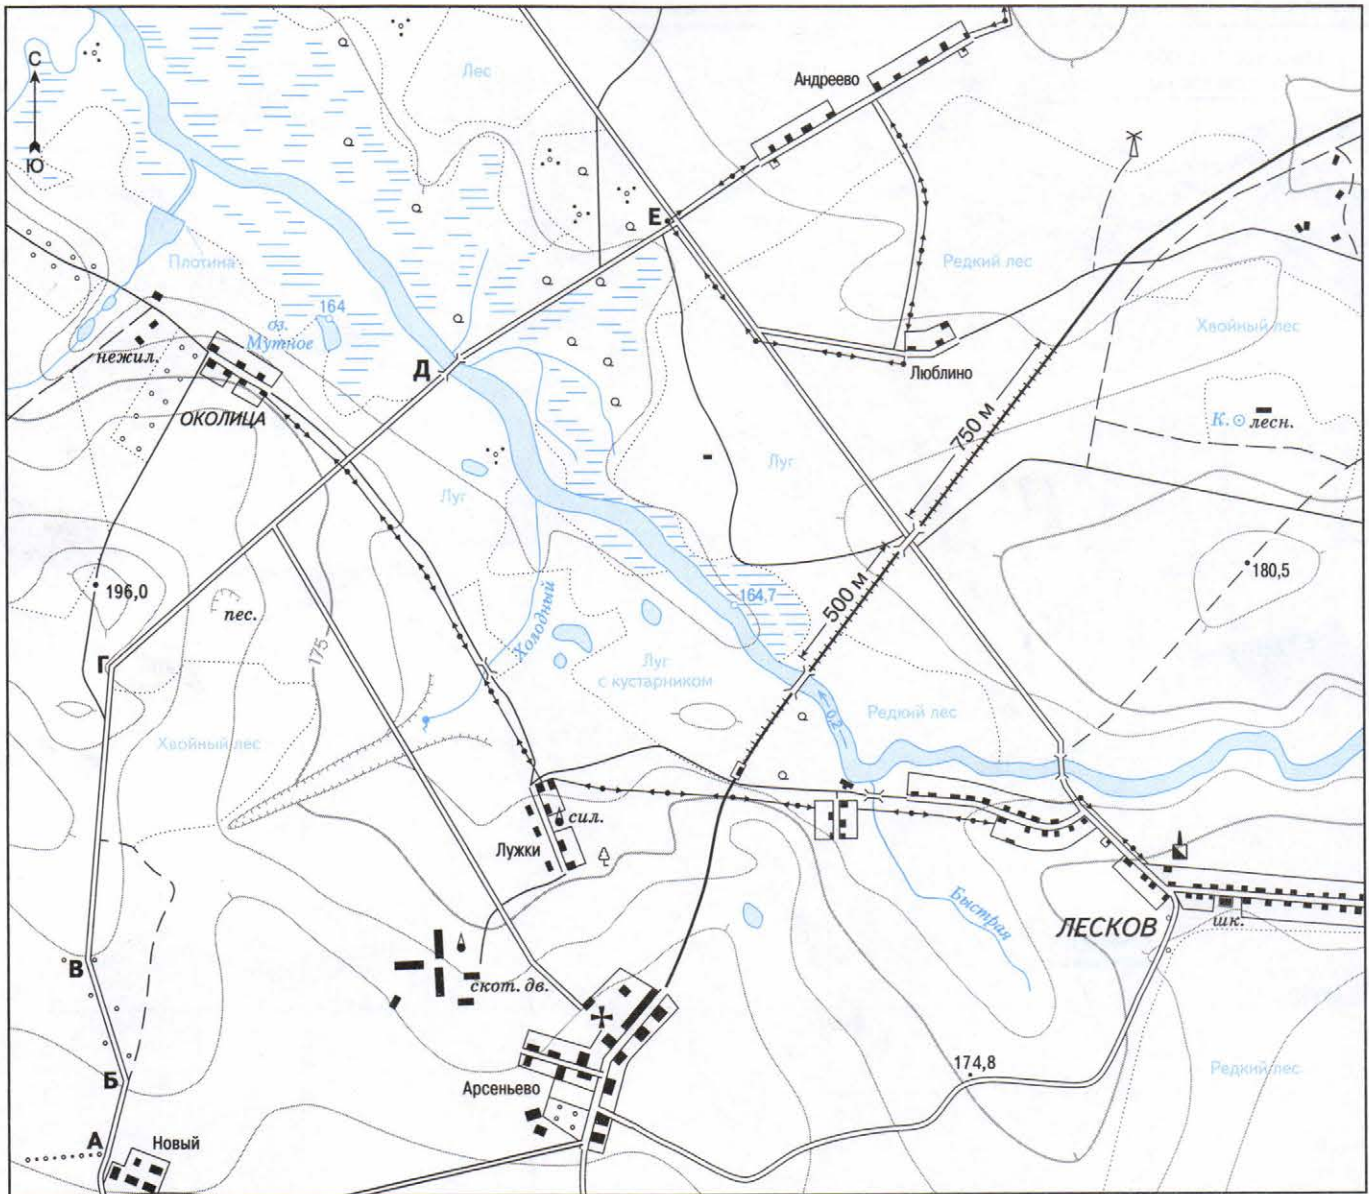 С
Ю
Лес
Андреево
Е
Плотина
Редкий лес
164
оз.
Мутное
Хвойный лес
нежил.
Д
Люблино
ОКОЛИЦА
750 м
К.
лесн.
Луг
Луг
196,0
пес.
Холодный
164,7
500 м
180,5
Г
175
Луг
с кустарником
Редкий лес
0,2
Хвойный лес
сил.
Лужки
Быстрая
ЛЕСКОВ
шк.
В
скот. дв.
174,8
Редкий лес
Б
Арсеньево
А
Новый